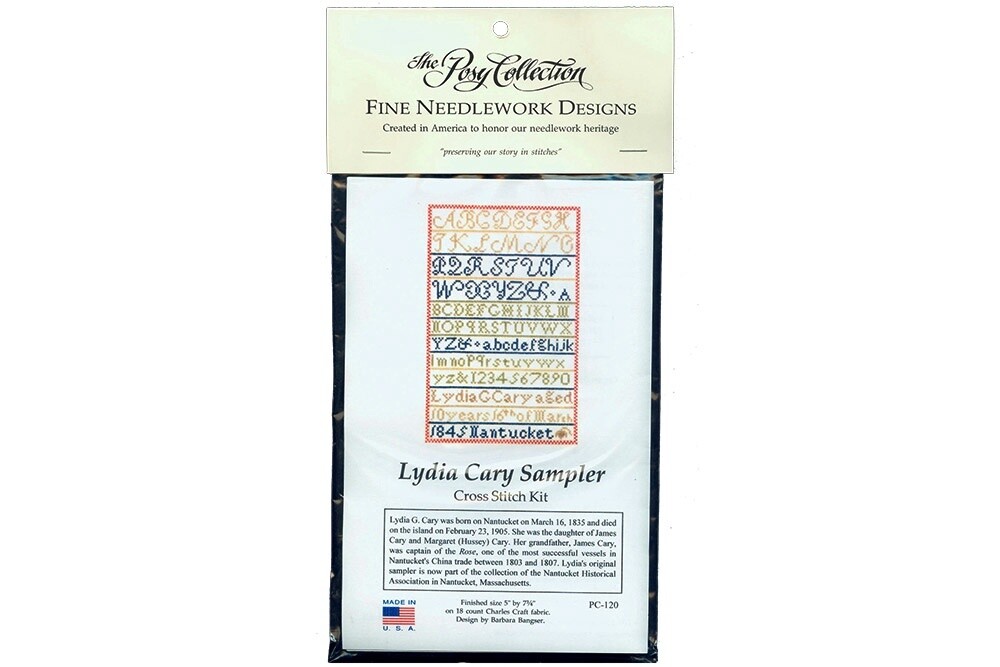 The Posy Collection
FINE NEEDLEWORK DESIGNS
Created in America to honor our needlework heritage
"preserving our story in stitches"
ABCDEFGH
IKLMNO
PQRSTUV
WXYZ&⋄A
BCDEFGHIJKLM
NOPQRSTUVWX
YZ&⋄abcdefghijk
lmnopqrstuvwx
yz&1234567890
Lydia G Cary aged
10 years 16th of March
1845 Nantucket
Lydia Cary Sampler
Cross Stitch Kit
Lydia G. Cary was born on Nantucket on March 16, 1835 and died
on the island on February 23, 1905. She was the daughter of James
Cary and Margaret (Hussey) Cary. Her grandfather, James Cary,
was captain of the Rose, one of the most successful vessels in
Nantucket's China trade between 1803 and 1807. Lydia's original
sampler is now part of the collection of the Nantucket Historical
Association in Nantucket, Massachusetts.
MADE IN
U. S. A.
Finished size 5" by 7¾"
on 18 count Charles Craft fabric.
Design by Barbara Bangser.
PC-120